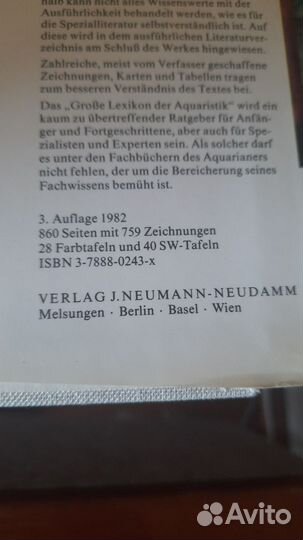 halb kann nicht alles Wissenswerte mit der
Ausführlichkeit behandelt werden, wie es für
die Spezialliteratur selbstverständlich ist. Auf
diese wird in dem ausführlichen Literaturver-
zeichnis am Schluß des Werkes hingewiesen.
Zahlreiche, meist vom Verfasser geschaffene
Zeichnungen, Karten und Tabellen tragen
zum besseren Verständnis des Textes bei.
Das „Große Lexikon der Aquaristik“ wird ein
kaum zu übertreffender Ratgeber für Anfän-
ger und Fortgeschrittene, aber auch für Spe-
zialisten und Experten sein. Als solcher darf
es unter den Fachbüchern des Aquarianers
nicht fehlen, der um die Bereicherung seines
Fachwissens bemüht ist.
3. Auflage 1982
860 Seiten mit 759 Zeichnungen
28 Farbtafeln und 40 SW-Tafeln
ISBN 3-7888-0243-x
VERLAG J. NEUMANN-NEUDAMM
Melsungen · Berlin · Basel · Wien
Avito